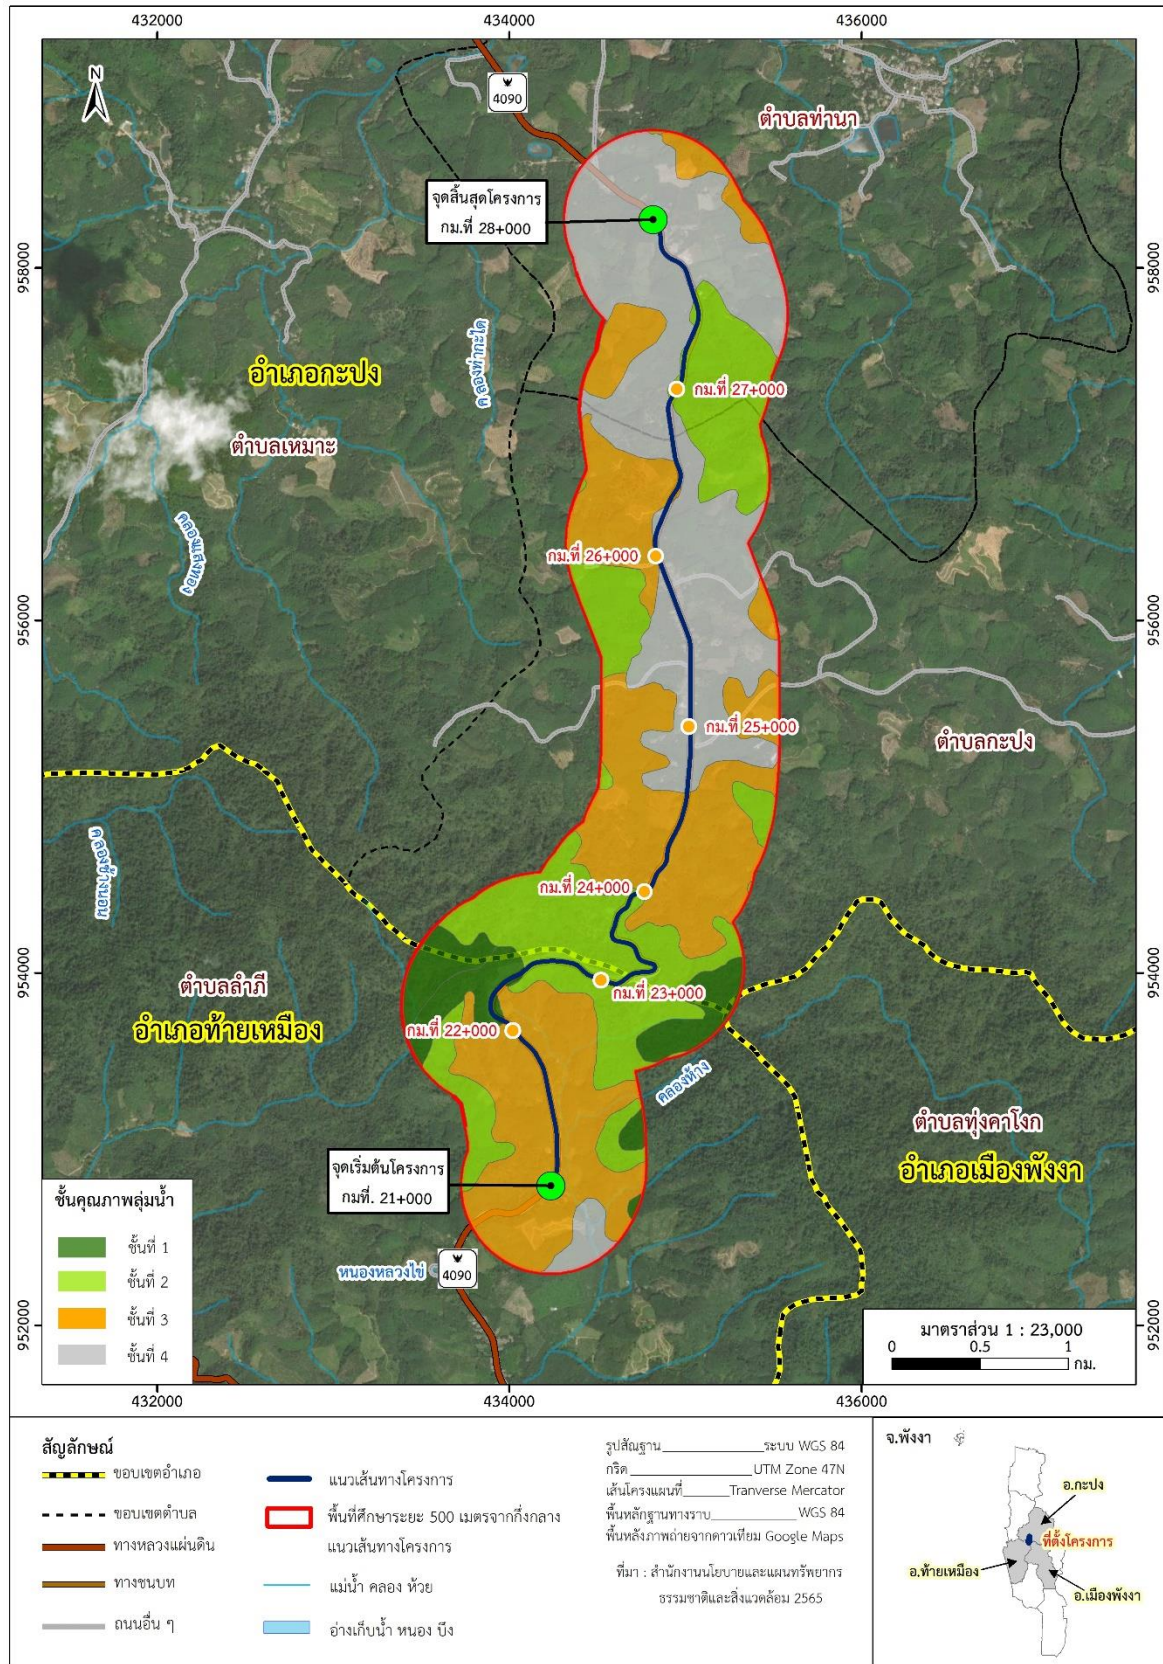 432000
434000
436000
N
4090
ตำบลท่านา
จุดสิ้นสุดโครงการ
กม.ที่ 28+000
958000
958000
คลองท่ากะได
อำเภอกะปง
กม.ที่ 27+000
ตำบลเหมาะ
คลองแสงทอง
กม.ที่ 26+000
956000
956000
กม.ที่ 25+000
ตำบลกะปง
คลองช้างนอน
กม.ที่ 24+000
954000
954000
ตำบลลำภี
กม.ที่ 23+000
อำเภอท้ายเหมือง
กม.ที่ 22+000
คลองห้าง
ตำบลทุ่งคาโงก
อำเภอเมืองพังงา
จุดเริ่มต้นโครงการ
กมที่. 21+000
ชั้นคุณภาพลุ่มน้ำ
ชั้นที่ 1
ชั้นที่ 2
ชั้นที่ 3
ชั้นที่ 4
หนองหลวงไข่
4090
952000
952000
มาตราส่วน 1 : 23,000
0 0.5 1
กม.
432000
434000
436000
สัญลักษณ์
ขอบเขตอำเภอ
ขอบเขตตำบล
ทางหลวงแผ่นดิน
ทางชนบท
ถนนอื่น ๆ
แนวเส้นทางโครงการ
พื้นที่ศึกษาระยะ 500 เมตรจากกึ่งกลาง
แนวเส้นทางโครงการ
แม่น้ำ คลอง ห้วย
อ่างเก็บน้ำ หนอง บึง
รูปสัณฐาน ระบบ WGS 84
กริด UTM Zone 47N
เส้นโครงแผนที่ Tranverse Mercator
พื้นหลักฐานทางราบ WGS 84
พื้นหลังภาพถ่ายจากดาวเทียม Google Maps
ที่มา : สำนักงานนโยบายและแผนทรัพยากร
ธรรมชาติและสิ่งแวดล้อม 2565
จ.พังงา
อ.กะปง
ที่ตั้งโครงการ
อ.ท้ายเหมือง
อ.เมืองพังงา